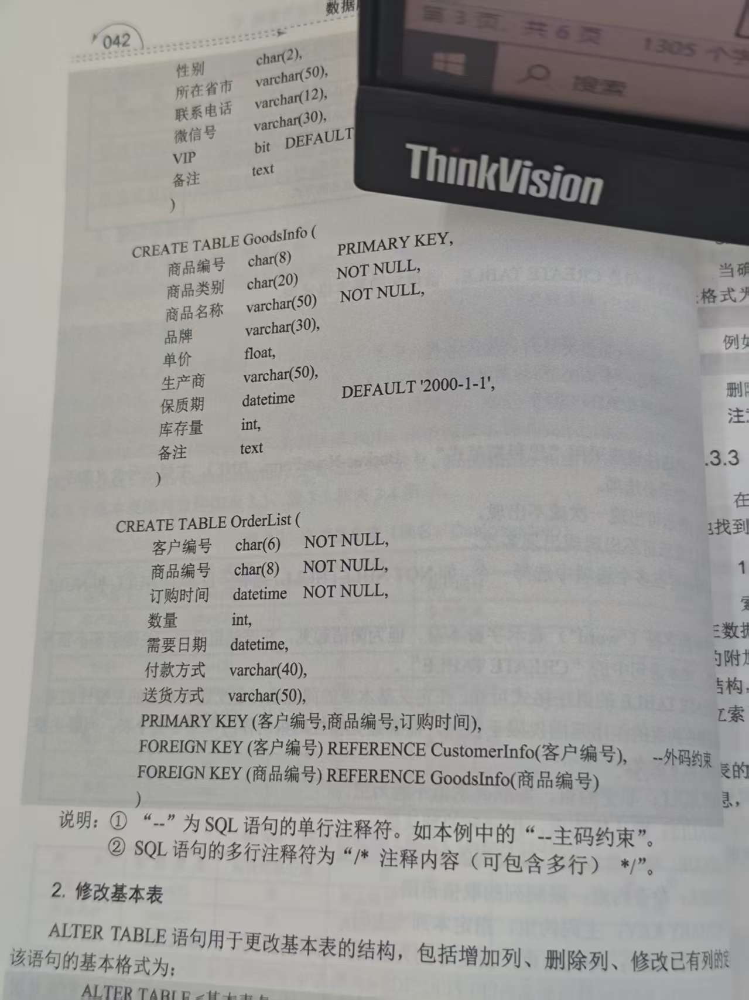 042
数据
第 3 页 共 6 页 1305 个字
搜索
ThinkVision
性别 char(2),
所在省市 varchar(50),
联系电话 varchar(12),
微信号 varchar(30),
VIP bit DEFAULT
备注 text
)
CREATE TABLE GoodsInfo (
商品编号 char(8) PRIMARY KEY,
商品类别 char(20) NOT NULL,
商品名称 varchar(50) NOT NULL,
品牌 varchar(30),
单价 float,
生产商 varchar(50),
保质期 datetime DEFAULT '2000-1-1',
库存量 int,
备注 text
)
CREATE TABLE OrderList (
客户编号 char(6) NOT NULL,
商品编号 char(8) NOT NULL,
订购时间 datetime NOT NULL,
数量 int,
需要日期 datetime,
付款方式 varchar(40),
送货方式 varchar(50),
PRIMARY KEY (客户编号,商品编号,订购时间),
FOREIGN KEY (客户编号) REFERENCE CustomerInfo(客户编号), --外码约束
FOREIGN KEY (商品编号) REFERENCE GoodsInfo(商品编号)
)
说明：① “--”为 SQL 语句的单行注释符。如本例中的“--主码约束”。
② SQL 语句的多行注释符为“/* 注释内容（可包含多行） */”。
2. 修改基本表
ALTER TABLE 语句用于更改基本表的结构，包括增加列、删除列、修改已有列的定
该语句的基本格式为：
ALTER TABLE <基本表名
当确
格式为
例如
删除
注意
.3.3
在
找到
1
索
数据
的附加
结构，
立索
表的
息，